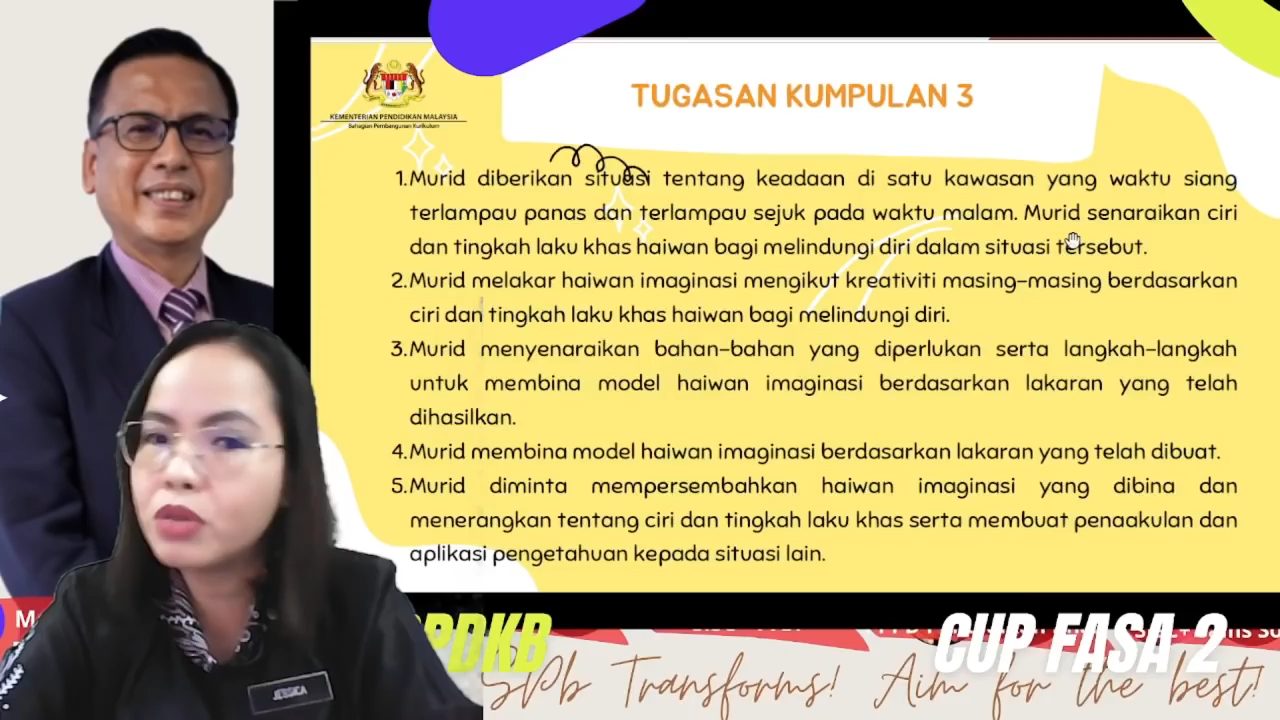 KEMENTERIAN PENDIDIKAN MALAYSIA
Bahagian Pembangunan Kurikulum
TUGASAN KUMPULAN 3
1.Murid diberikan situasi tentang keadaan di satu kawasan yang waktu siang
terlampau panas dan terlampau sejuk pada waktu malam. Murid senaraikan ciri
dan tingkah laku khas haiwan bagi melindungi diri dalam situasi tersebut.
2.Murid melakar haiwan imaginasi mengikut kreativiti masing-masing berdasarkan
ciri dan tingkah laku khas haiwan bagi melindungi diri.
3.Murid menyenaraikan bahan-bahan yang diperlukan serta langkah-langkah
untuk membina model haiwan imaginasi berdasarkan lakaran yang telah
dihasilkan.
4.Murid membina model haiwan imaginasi berdasarkan lakaran yang telah dibuat.
5.Murid diminta mempersembahkan haiwan imaginasi yang dibina dan
menerangkan tentang ciri dan tingkah laku khas serta membuat penaakulan dan
aplikasi pengetahuan kepada situasi lain.
PDKB
CUP FASA 2
Transforms! Aim for the best!
JESSICA